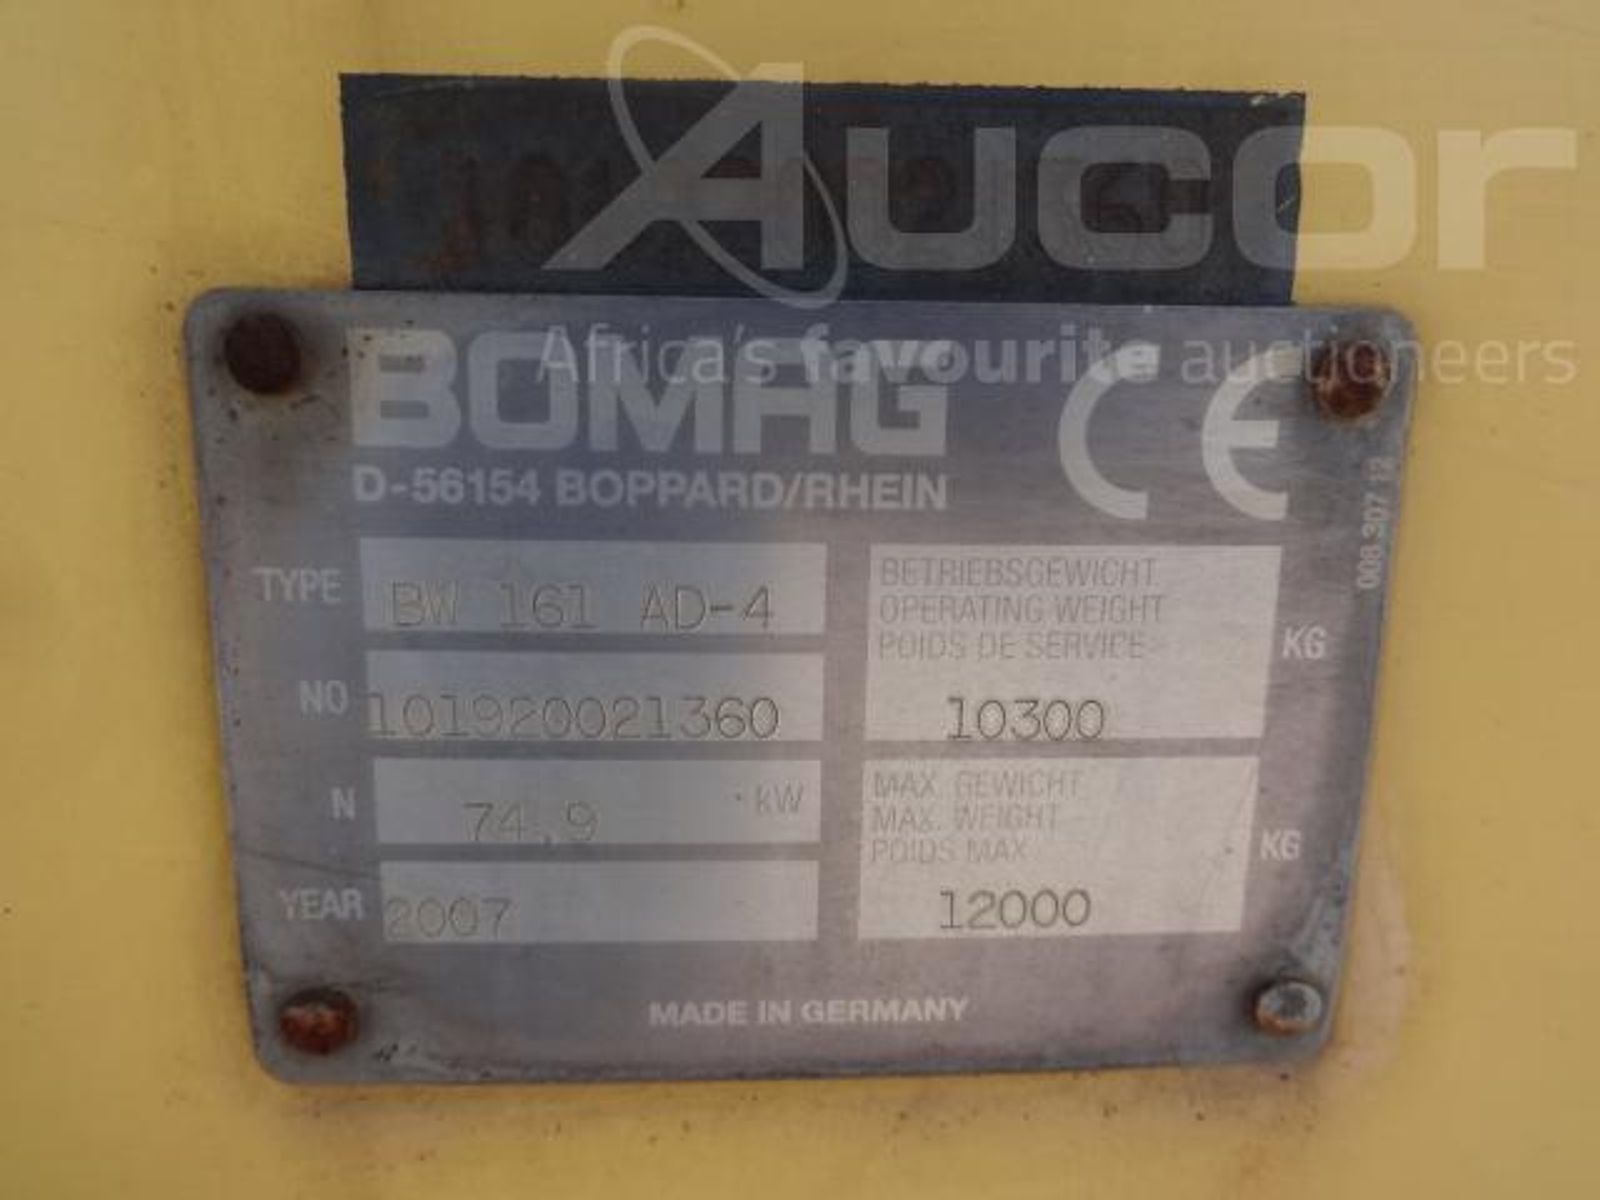 Aucor
Africa's favourite auctioneers
BOMAG CE
D-56154 BOPPARD/RHEIN
008 307 12
TYPE BW 161 AD-4
NO 101920021360
N 74,9 kW
YEAR 2007
BETRIEBSGEWICHT
OPERATING WEIGHT
POIDS DE SERVICE
10300 KG
MAX. GEWICHT
MAX. WEIGHT
POIDS MAX
12000 KG
MADE IN GERMANY